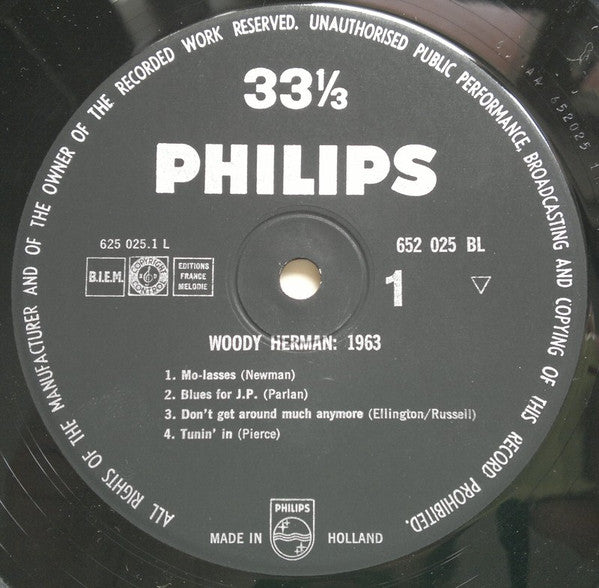 ALL RIGHTS OF THE MANUFACTURER AND OF THE OWNER OF THE RECORDED WORK RESERVED. UNAUTHORISED PUBLIC PERFORMANCE, BROADCASTING AND COPYING OF THIS RECORD PROHIBITED.
33⅓
PHILIPS
625 025.1 L
652 025 BL
B.I.E.M.
COPYRIGHT
EDITIONS
FRANCE
MELODIE
1
WOODY HERMAN: 1963
1. Mo-lasses (Newman)
2. Blues for J.P. (Parlan)
3. Don't get around much anymore (Ellington/Russell)
4. Tunin' in (Pierce)
PHILIPS
MADE IN HOLLAND